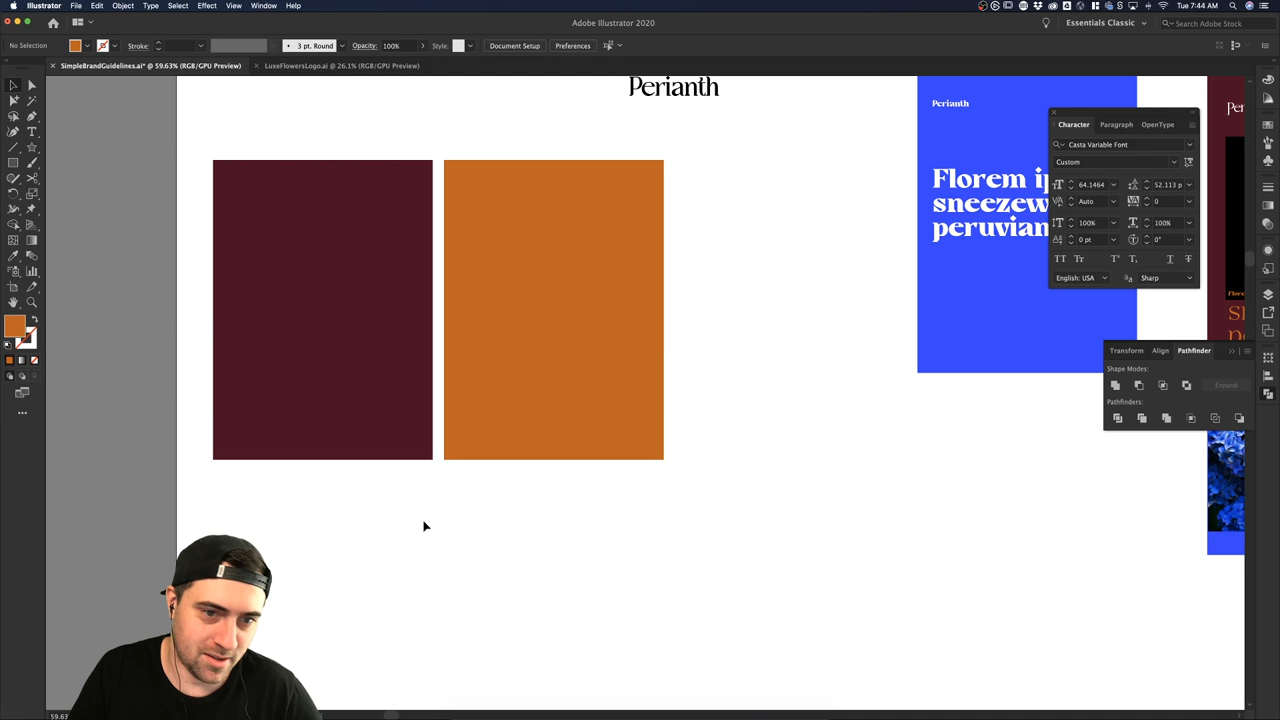 Illustrator File Edit Object Type Select Effect View Window Help
Tue 7:44 AM
Adobe Illustrator 2020
Essentials Classic
Search Adobe Stock
No Selection
Stroke:
3 pt. Round
Opacity: 100%
Style:
Document Setup
Preferences
× SimpleBrandGuidelines.ai* @ 59.63% (RGB/GPU Preview)
× LuxeFlowersLogo.ai @ 26.1% (RGB/GPU Preview)
Perianth
Perianth
Per
Florem ip
sneezew
peruvian
Character Paragraph OpenType
Casta Variable Font
Custom
64.1464
52.113 p
Auto
0
100%
100%
0 pt
0°
English: USA
Sharp
Flore
Transform Align Pathfinder
Shape Modes:
Expand
Pathfinders:
59.63